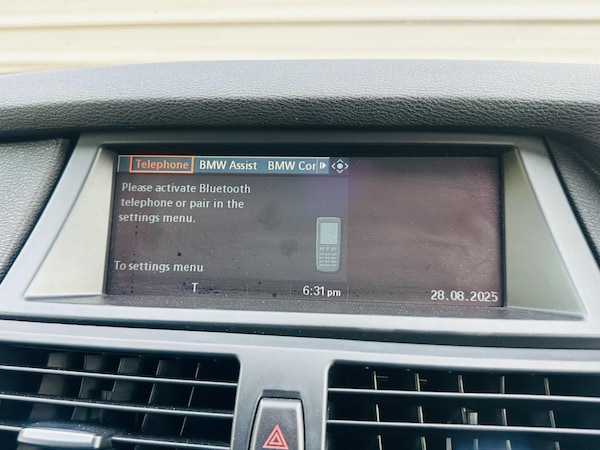 Telephone BMW Assist BMW Cor
Please activate Bluetooth
telephone or pair in the
settings menu.
To settings menu
T 6:31 pm 28.08.2025